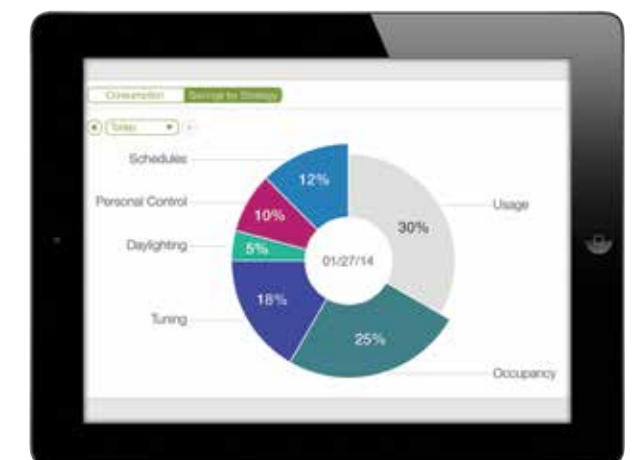 Consumption
Savings by Strategy
Today
Schedules
12%
Personal Control
10%
Usage
30%
Daylighting
5%
01/27/14
Tuning
18%
25%
Occupancy